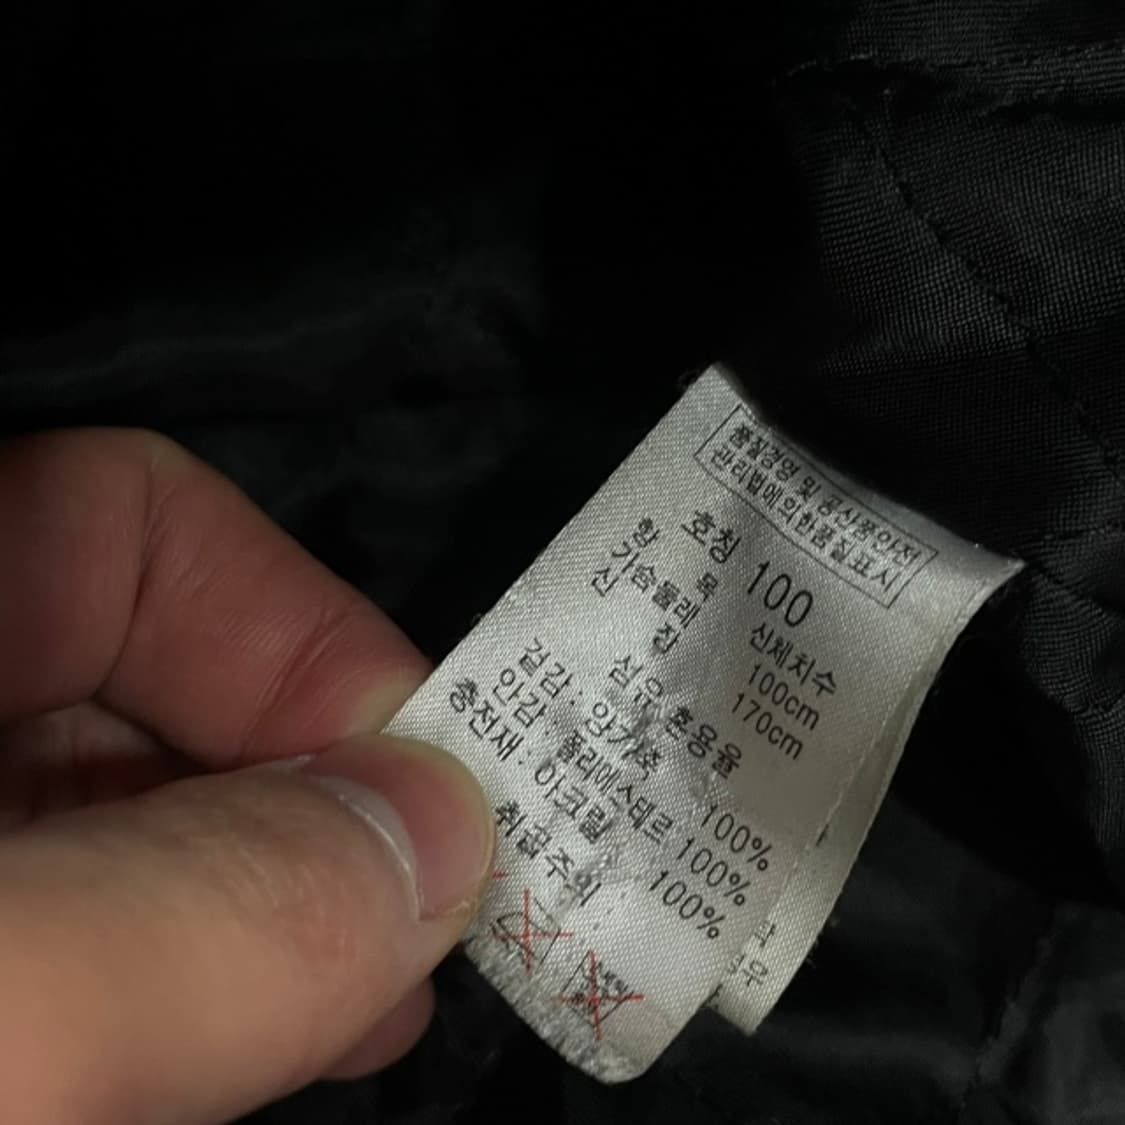 품질경영 및 공산품안전
관리법에의한품질표시
호칭 100
항 목 신체치수
가슴둘레 100cm
신 장 170cm
섬유 혼용율
겉감 : 양가죽 100%
안감 : 폴리에스테르 100%
충전재 : 아크릴 100%
취급주의